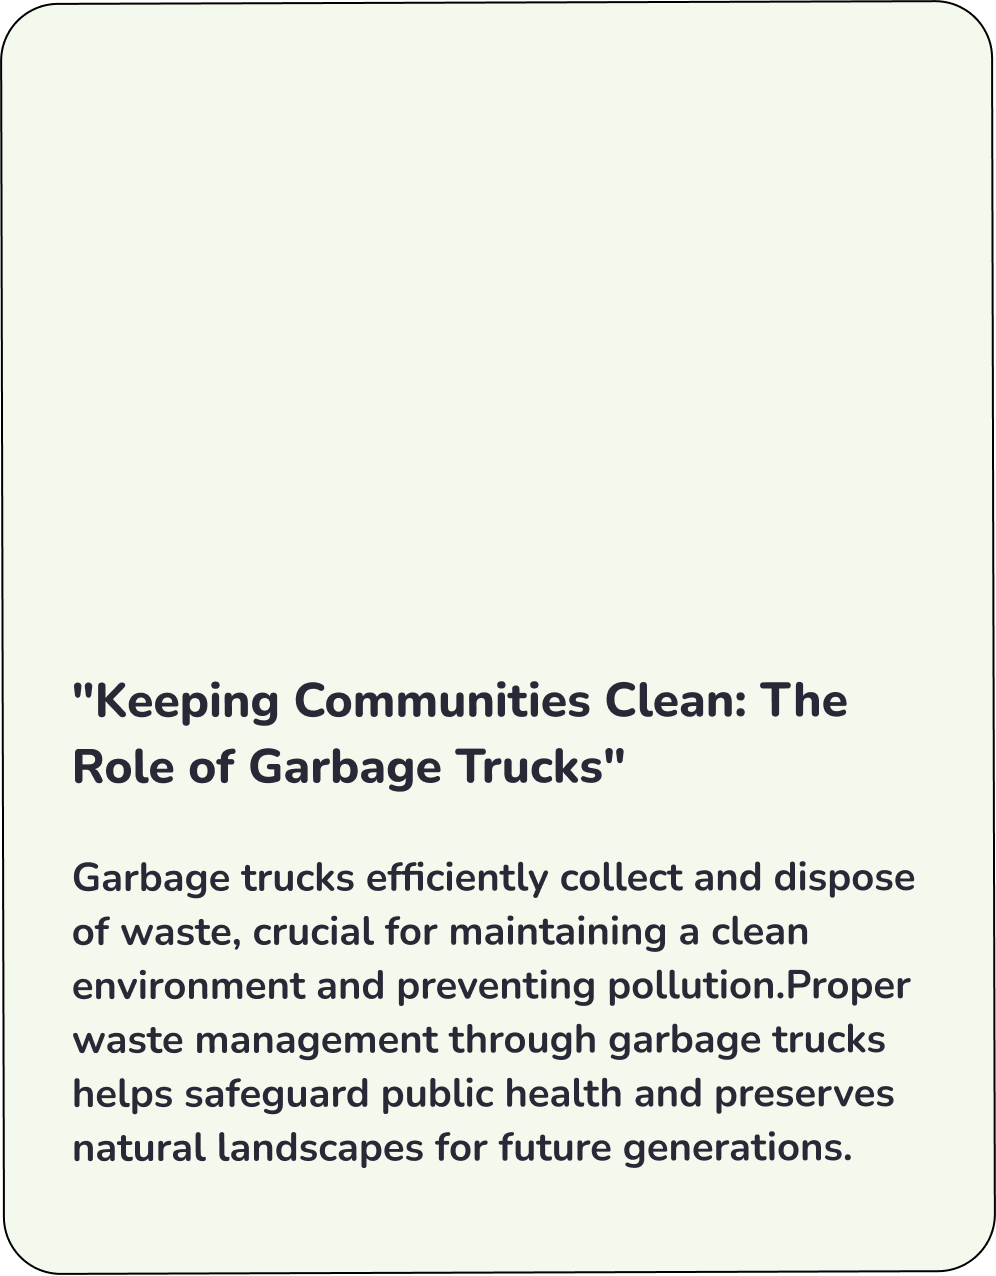 "Keeping Communities Clean: The
Role of Garbage Trucks"
Garbage trucks efficiently collect and dispose
of waste, crucial for maintaining a clean
environment and preventing pollution.Proper
waste management through garbage trucks
helps safeguard public health and preserves
natural landscapes for future generations.